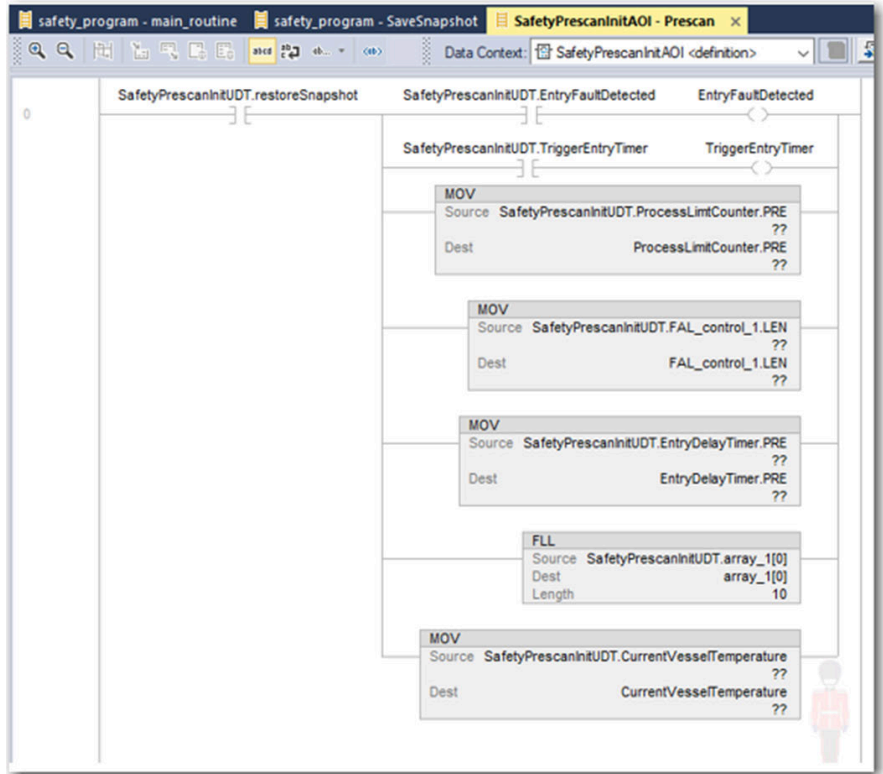 safety_program - main_routine safety_program - SaveSnapshot SafetyPrescanInitAOI - Prescan ×
abcd ab Data Context: SafetyPrescanInitAOI <definition>
SafetyPrescanInitUDT.restoreSnapshot SafetyPrescanInitUDT.EntryFaultDetected EntryFaultDetected
0
SafetyPrescanInitUDT.TriggerEntryTimer TriggerEntryTimer
MOV
Source SafetyPrescanInitUDT.ProcessLimtCounter.PRE
??
Dest ProcessLimitCounter.PRE
??
MOV
Source SafetyPrescanInitUDT.FAL_control_1.LEN
??
Dest FAL_control_1.LEN
??
MOV
Source SafetyPrescanInitUDT.EntryDelayTimer.PRE
??
Dest EntryDelayTimer.PRE
??
FLL
Source SafetyPrescanInitUDT.array_1[0]
Dest array_1[0]
Length 10
MOV
Source SafetyPrescanInitUDT.CurrentVesselTemperature
??
Dest CurrentVesselTemperature
??